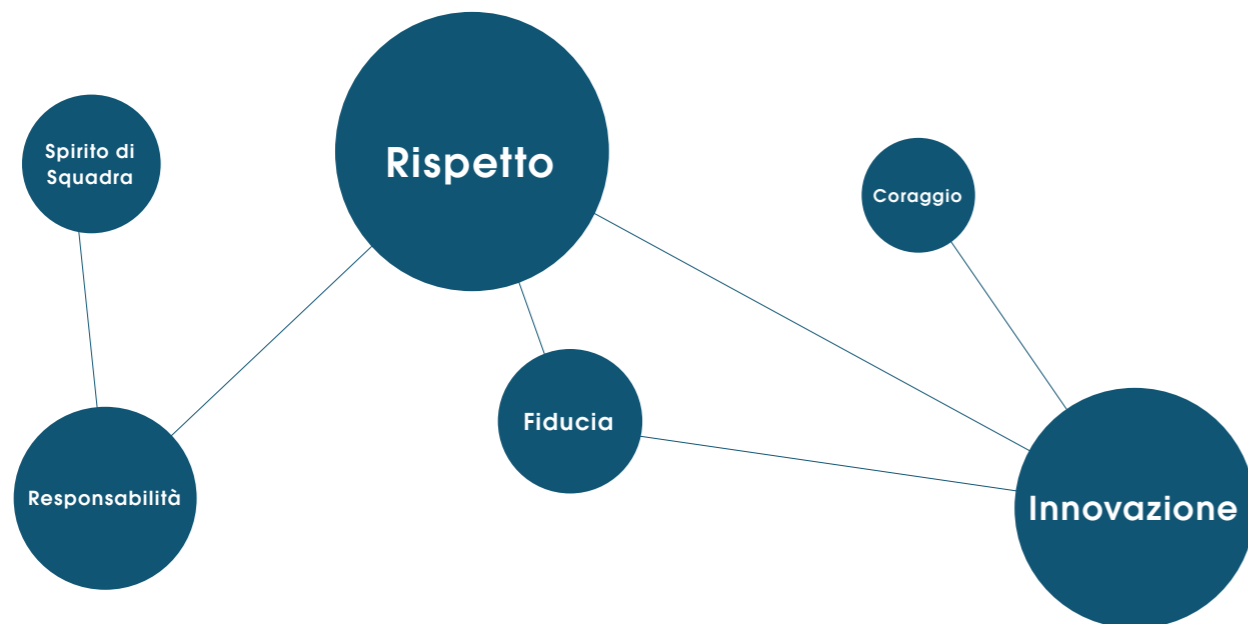 Spirito di
Squadra
Rispetto
Coraggio
Fiducia
Responsabilità
Innovazione